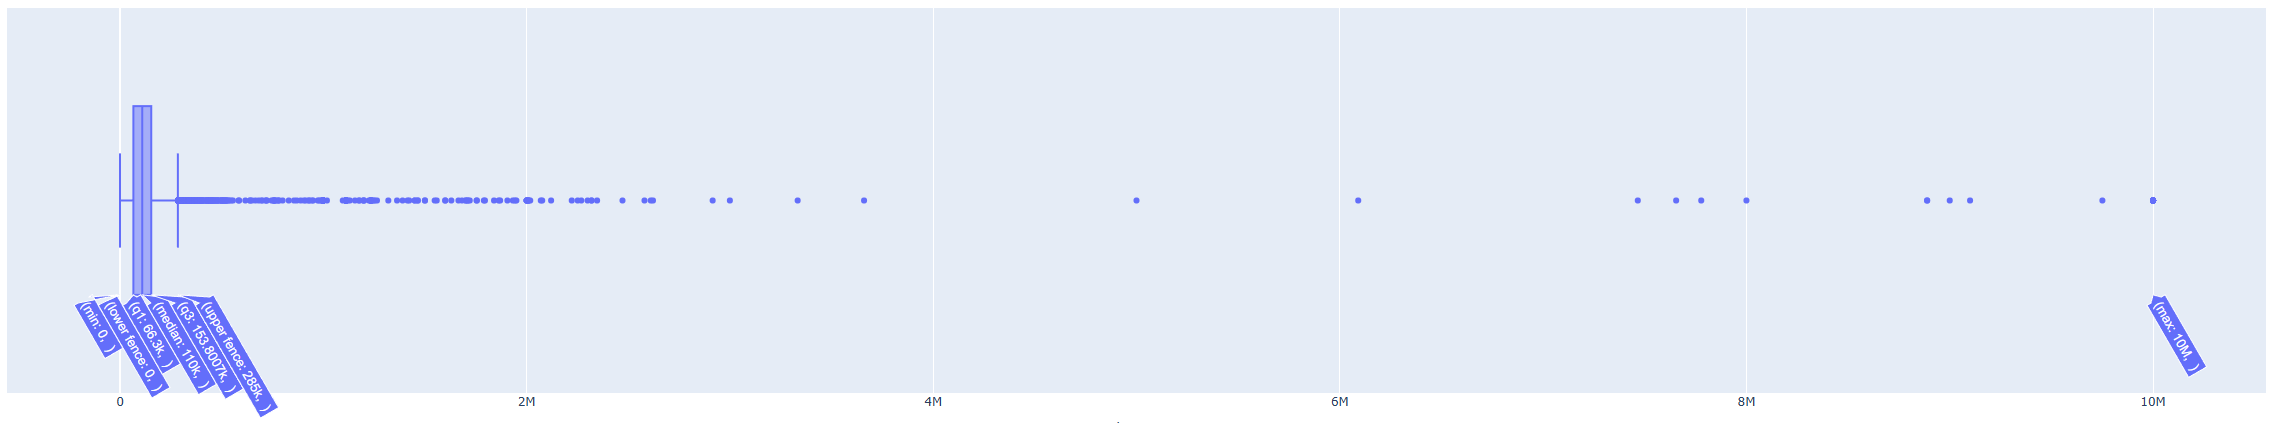 (min: 0, )
(lower fence: 0, )
(q1: 66.3k, )
(median: 110k, )
(q3: 153.8007k, )
(upper fence: 285k, )
(max: 10M, )
0
2M
4M
6M
8M
10M